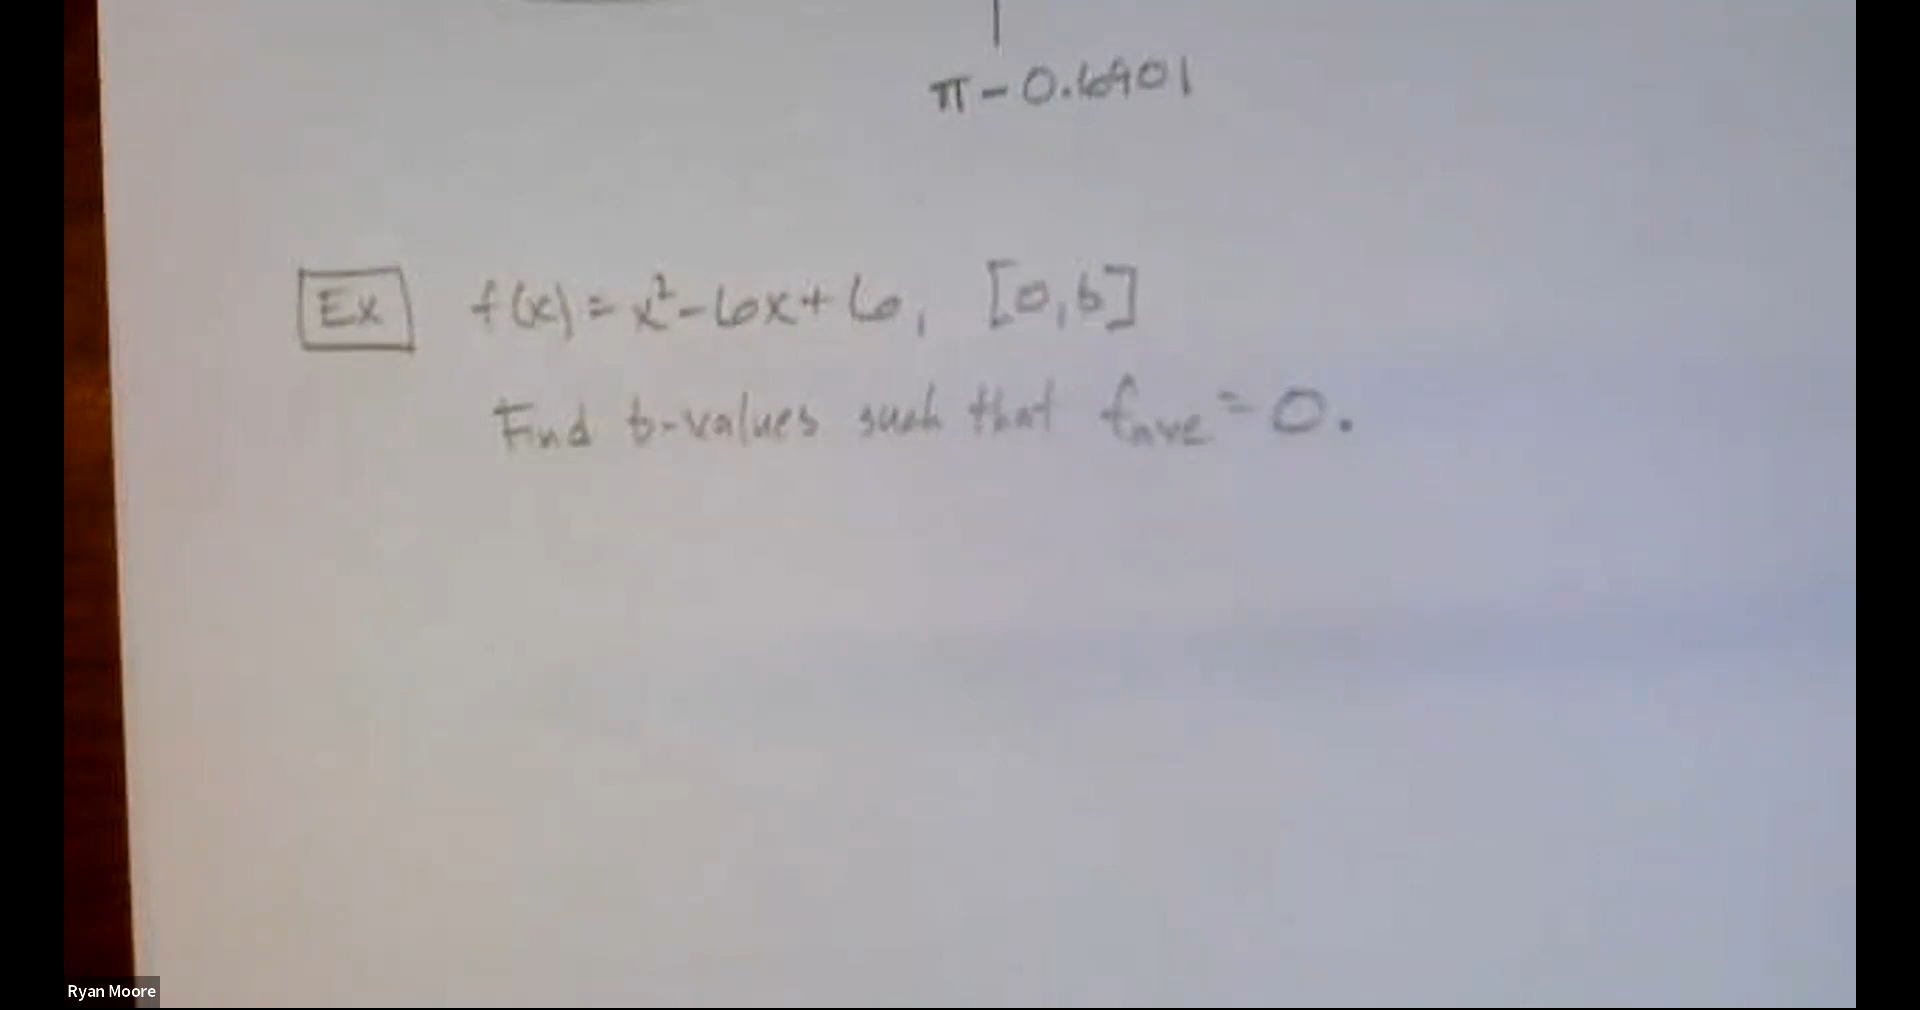 π - 0.6901
Ex f(x) = x² - 6x + 6, [0, b]
Find b-values such that fave = 0.
Ryan Moore